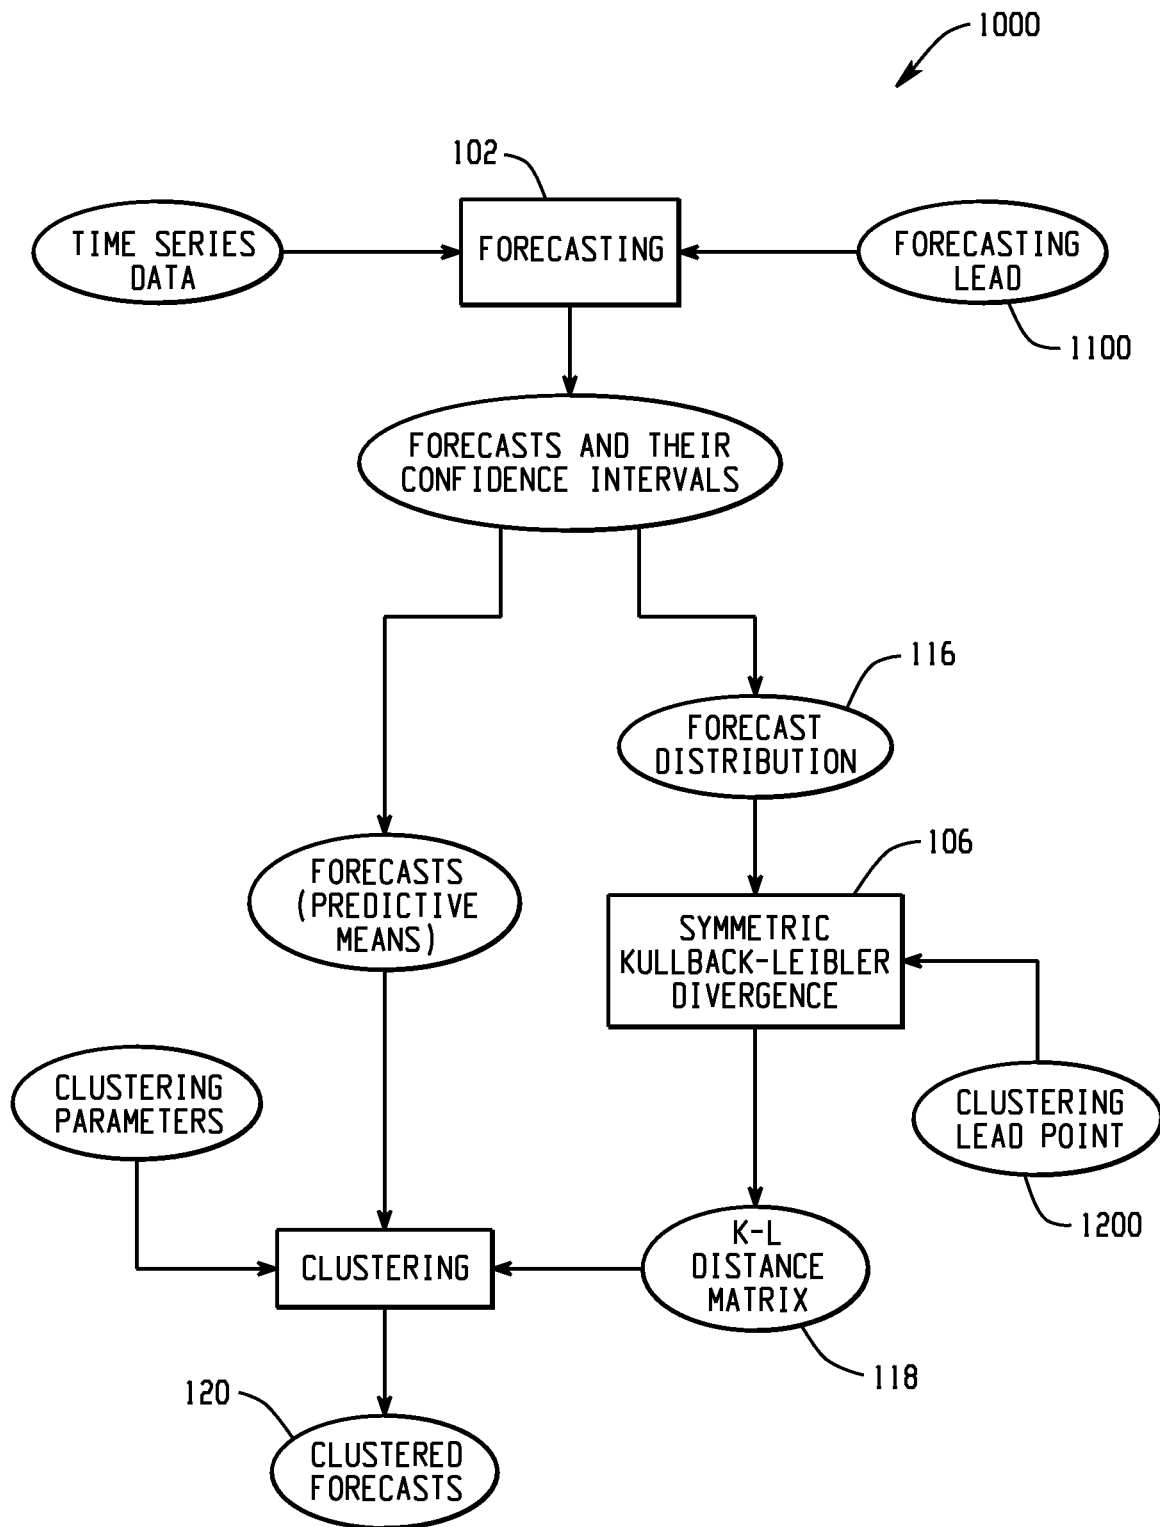 1000
102
TIME SERIES
DATA
FORECASTING
FORECASTING
LEAD
1100
FORECASTS AND THEIR
CONFIDENCE INTERVALS
116
FORECAST
DISTRIBUTION
106
FORECASTS
(PREDICTIVE
MEANS)
SYMMETRIC
KULLBACK-LEIBLER
DIVERGENCE
CLUSTERING
PARAMETERS
CLUSTERING
LEAD POINT
1200
CLUSTERING
K-L
DISTANCE
MATRIX
118
120
CLUSTERED
FORECASTS